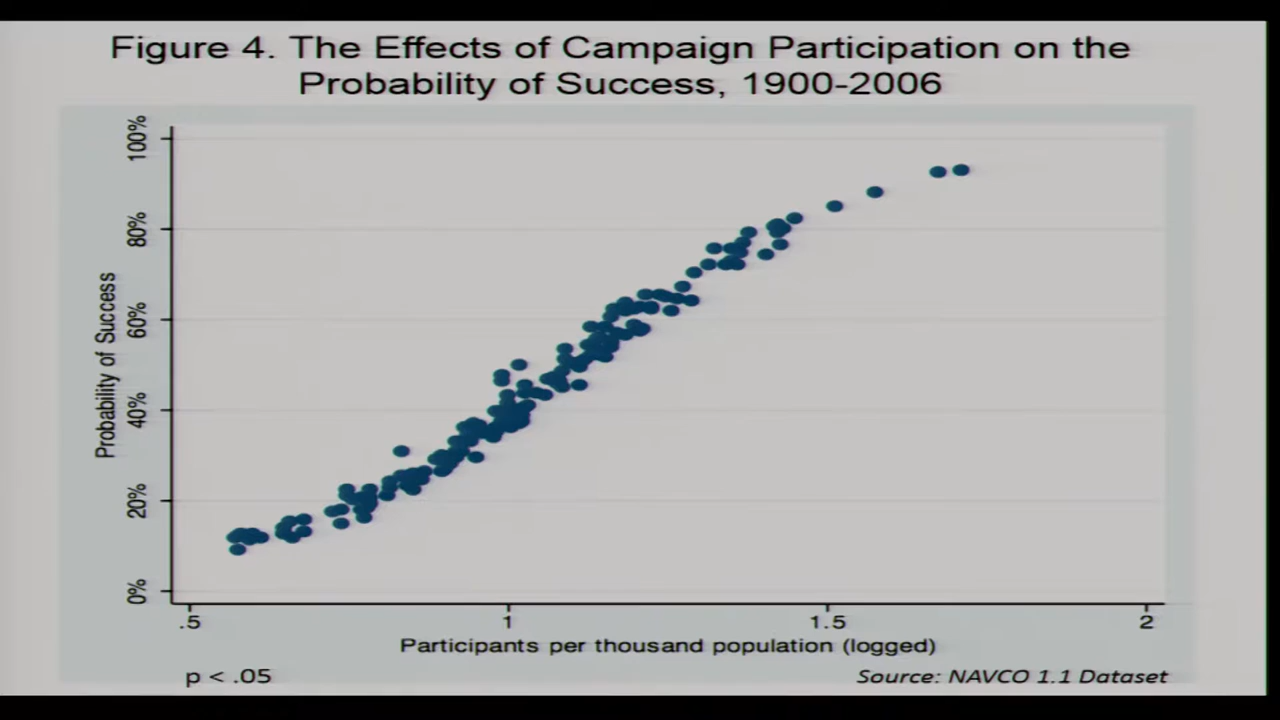 Figure 4. The Effects of Campaign Participation on the
Probability of Success, 1900-2006
Probability of Success
100%
80%
60%
40%
20%
0%
.5 1 1.5 2
Participants per thousand population (logged)
p < .05
Source: NAVCO 1.1 Dataset